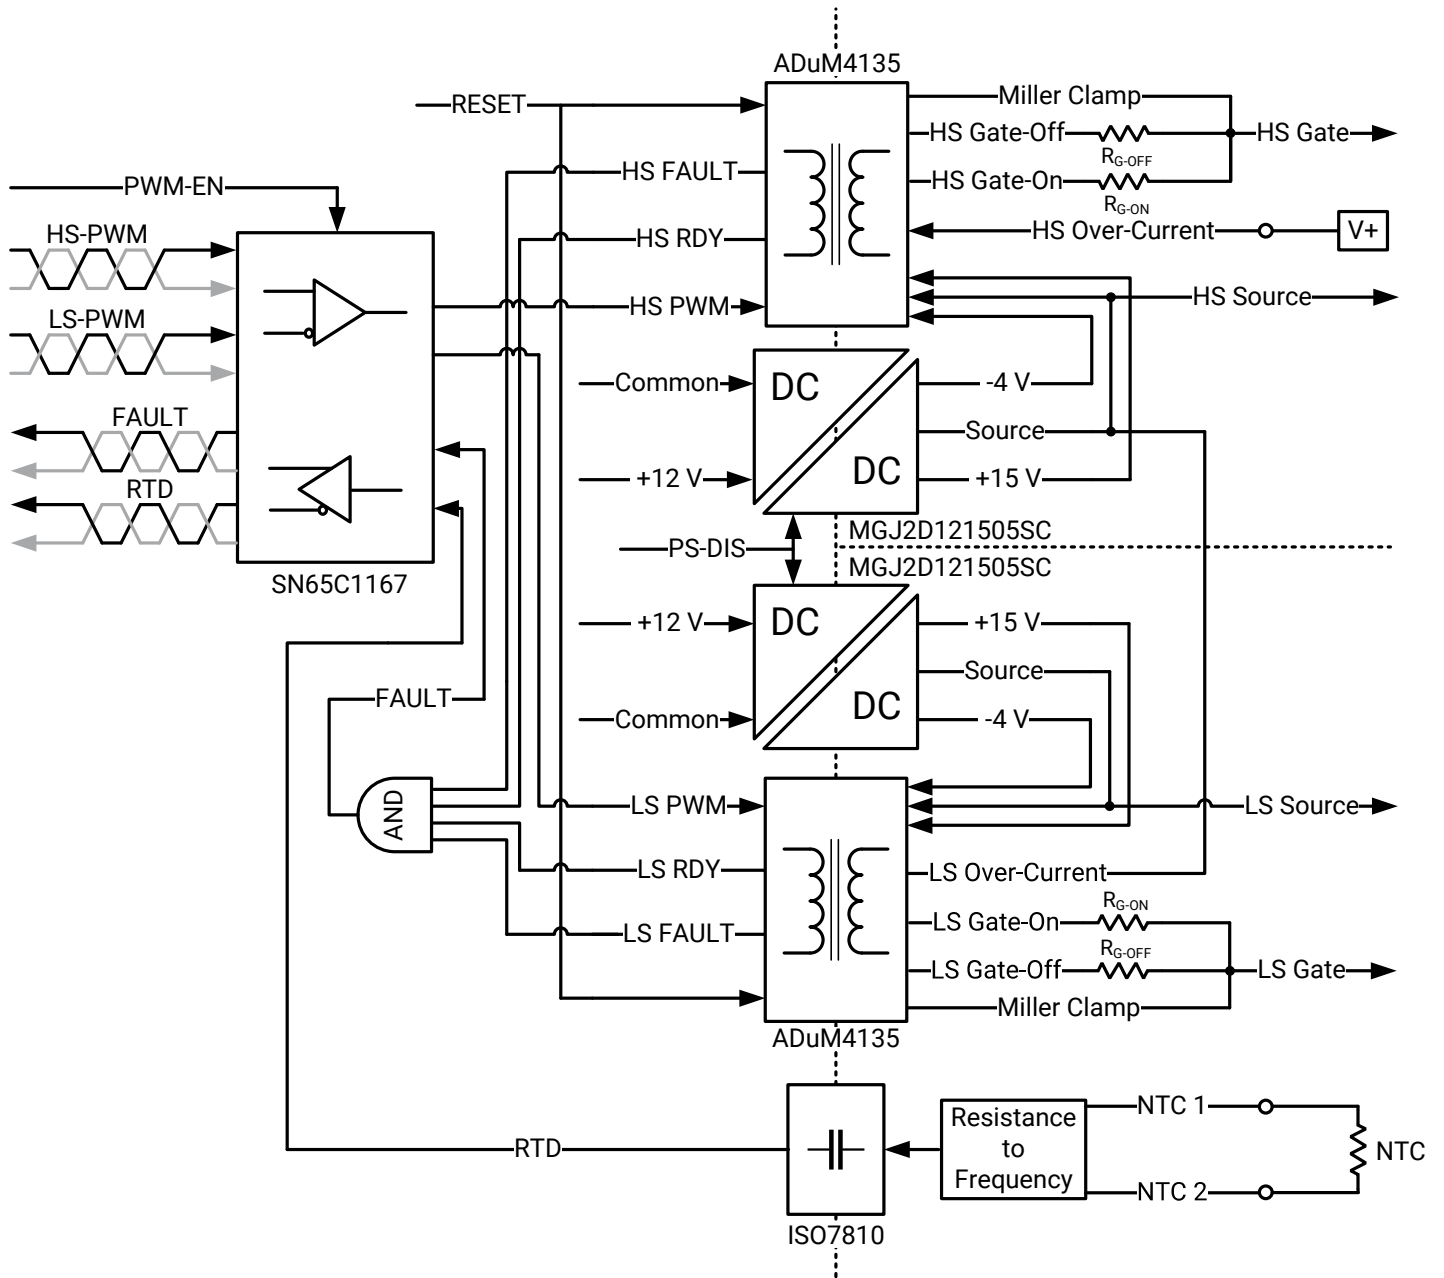 ADuM4135
RESET
Miller Clamp
HS Gate-Off
HS Gate
RG-OFF
HS FAULT
HS Gate-On
RG-ON
PWM-EN
HS-PWM
HS RDY
HS Over-Current
V+
HS PWM
HS Source
LS-PWM
DC
Common
-4 V
FAULT
Source
DC
+12 V
+15 V
RTD
MGJ2D121505SC
PS-DIS
MGJ2D121505SC
SN65C1167
DC
+12 V
+15 V
Source
FAULT
DC
Common
-4 V
AND
LS PWM
LS Source
LS RDY
LS Over-Current
RG-ON
LS Gate-On
LS FAULT
RG-OFF
LS Gate-Off
LS Gate
Miller Clamp
ADuM4135
Resistance
to
Frequency
NTC 1
RTD
NTC
NTC 2
ISO7810